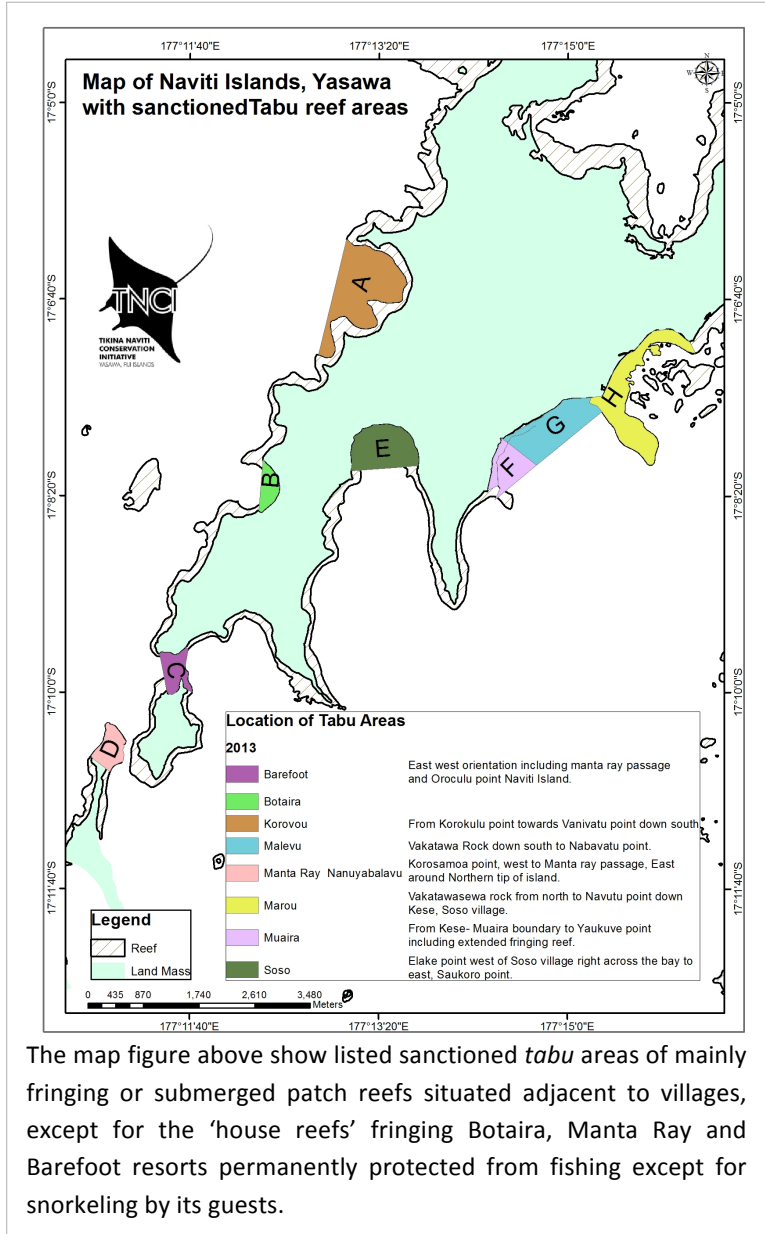 177°11'40"E 177°13'20"E 177°15'0"E
Map of Naviti Islands, Yasawa
with sanctionedTabu reef areas
N
W E
S
17°5'0"S 17°5'0"S
TNCI
TIKINA NAVITI
CONSERVATION
INITIATIVE
YASAWA, FIJI ISLANDS
A
17°6'40"S 17°6'40"S
H
G
E
F
B
17°8'20"S 17°8'20"S
C
17°10'0"S 17°10'0"S
D
Location of Tabu Areas
2013
Barefoot East west orientation including manta ray passage
and Oroculu point Naviti Island.
Botaira
Korovou From Korokulu point towards Vanivatu point down south
Malevu Vakatawa Rock down south to Nabavatu point.
Manta Ray Nanuyabalavu Korosamoa point, west to Manta ray passage, East
around Northern tip of island.
Marou Vakatawasewa rock from north to Navutu point down
Kese, Soso village.
Muaira From Kese- Muaira boundary to Yaukuve point
including extended fringing reef.
Soso Elake point west of Soso village right across the bay to
east, Saukoro point.
17°11'40"S 17°11'40"S
Legend
Reef
Land Mass
0 435 870 1,740 2,610 3,480
Meters
177°11'40"E 177°13'20"E 177°15'0"E
The map figure above show listed sanctioned tabu areas of mainly
fringing or submerged patch reefs situated adjacent to villages,
except for the ‘house reefs’ fringing Botaira, Manta Ray and
Barefoot resorts permanently protected from fishing except for
snorkeling by its guests.